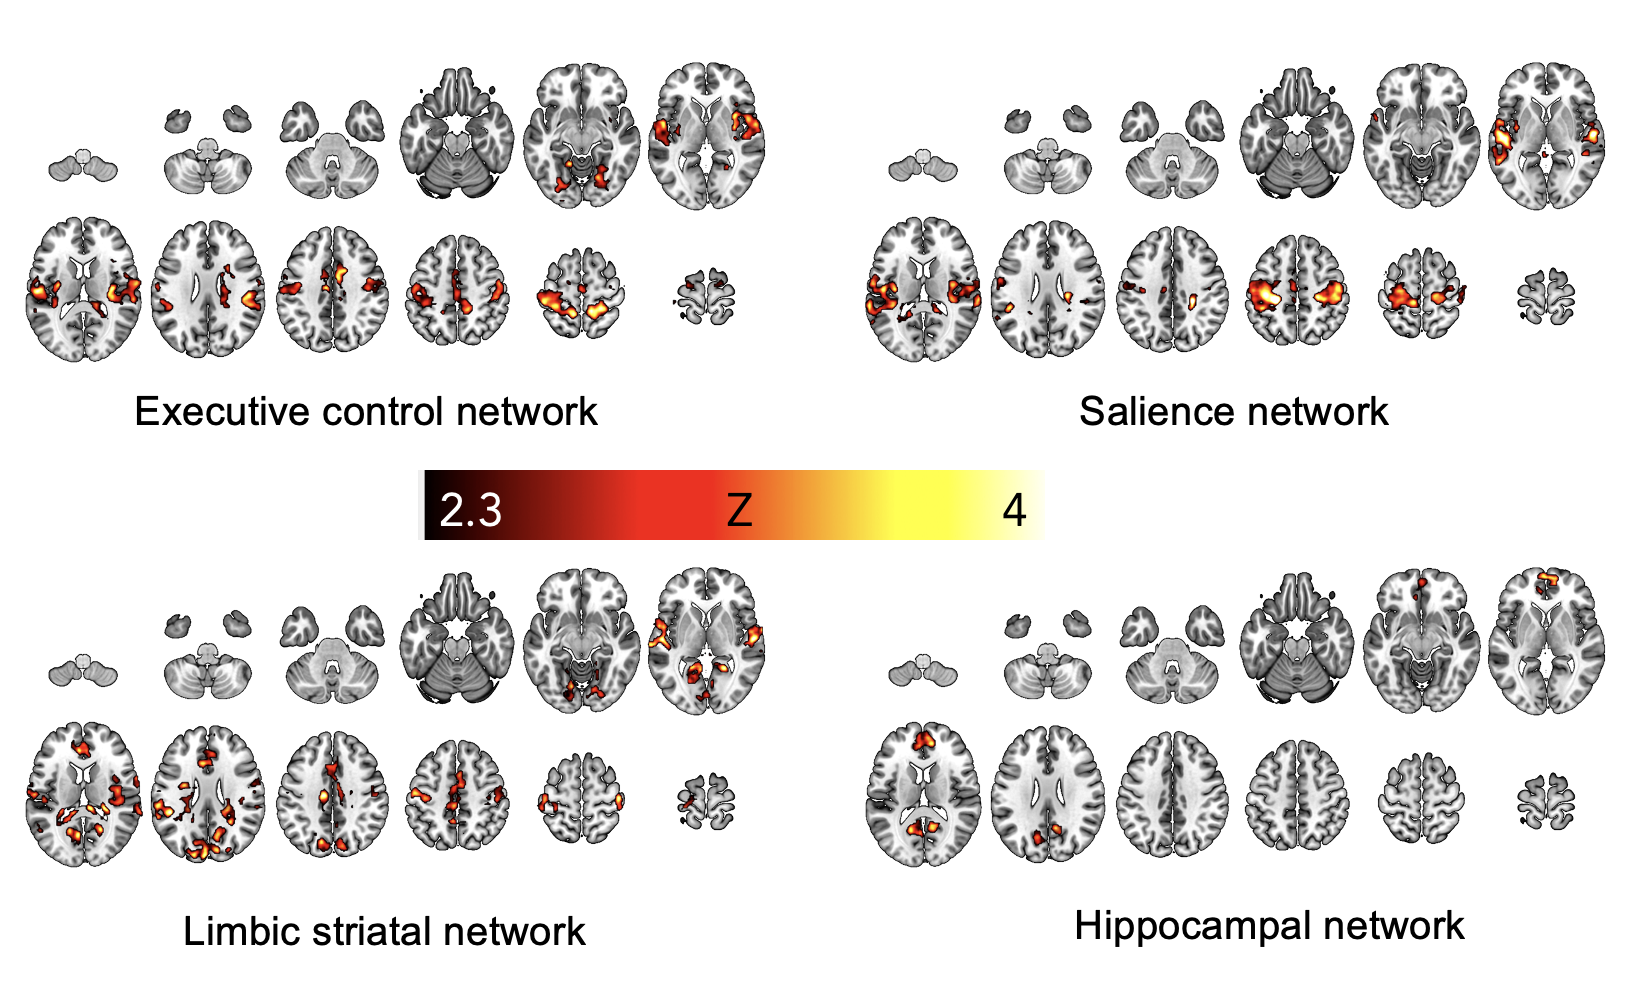 Executive control network
Salience network
2.3 Z 4
Limbic striatal network
Hippocampal network